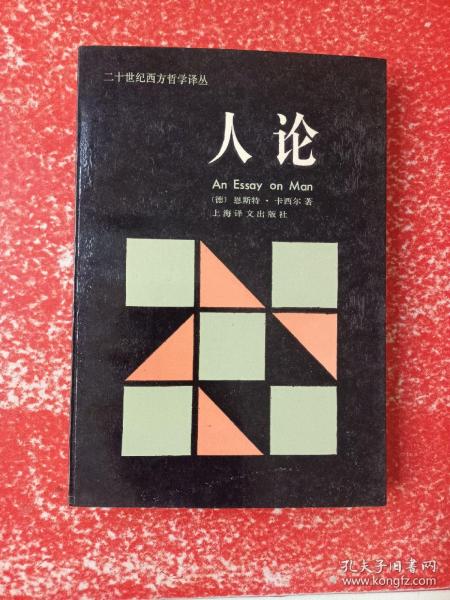 二十世纪西方哲学译丛
人论
An Essay on Man
〔德〕恩斯特·卡西尔著
上海译文出版社
孔夫子旧书网
www.kongfz.com